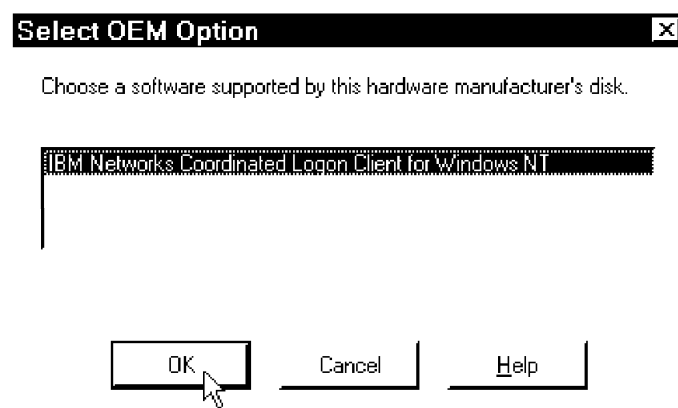 Select OEM Option
Choose a software supported by this hardware manufacturer's disk.
IBM Networks Coordinated Logon Client for Windows NT
OK Cancel Help